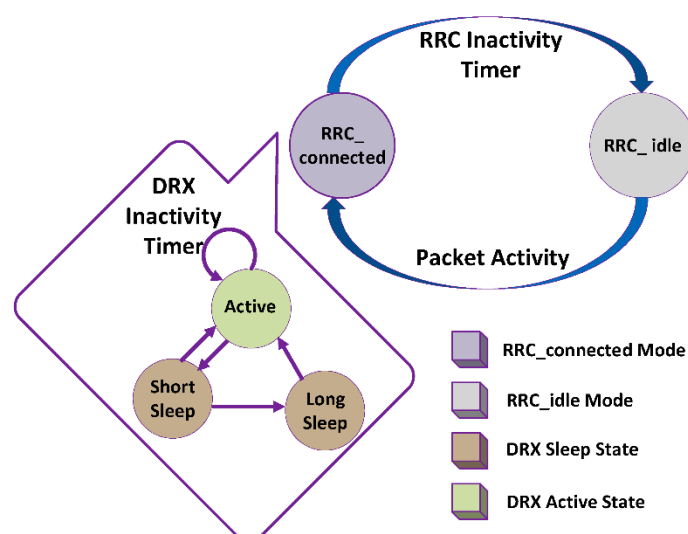 RRC Inactivity
Timer
RRC_
connected
RRC_ idle
Packet Activity
DRX
Inactivity
Timer
Active
Short
Sleep
Long
Sleep
RRC_connected Mode
RRC_idle Mode
DRX Sleep State
DRX Active State